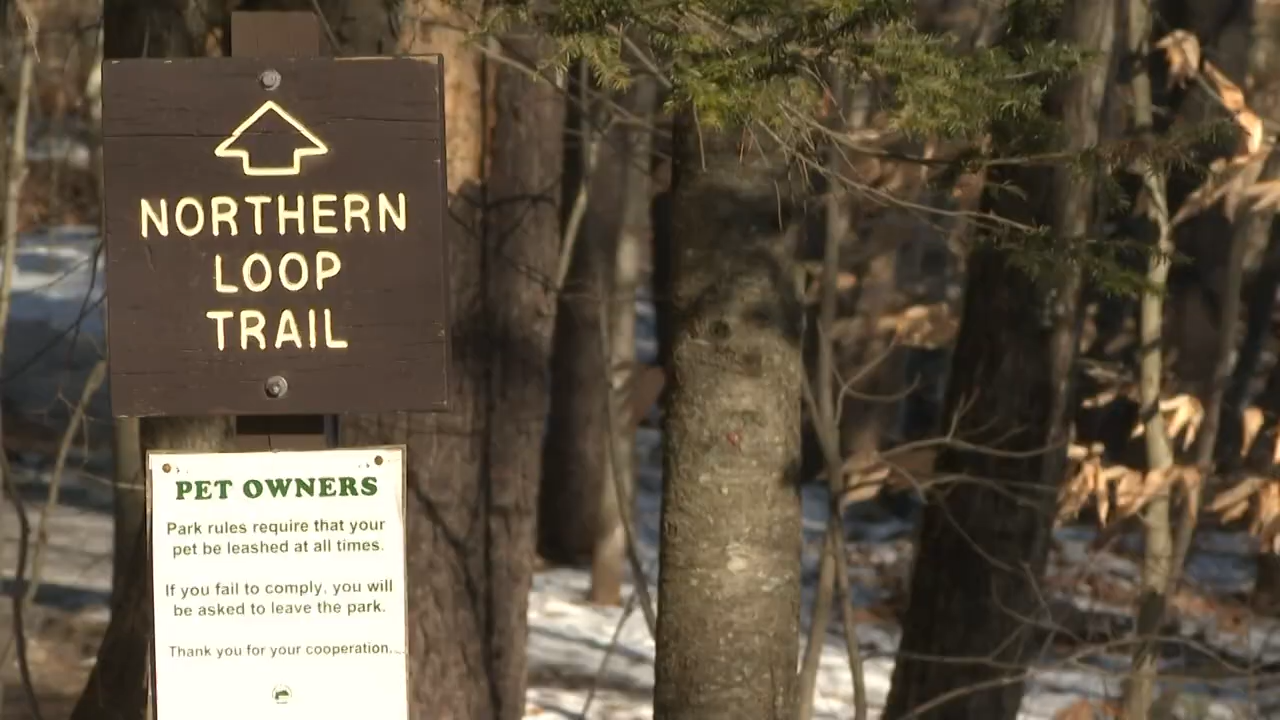 NORTHERN
LOOP
TRAIL
PET OWNERS
Park rules require that your
pet be leashed at all times.
If you fail to comply, you will
be asked to leave the park.
Thank you for your cooperation.